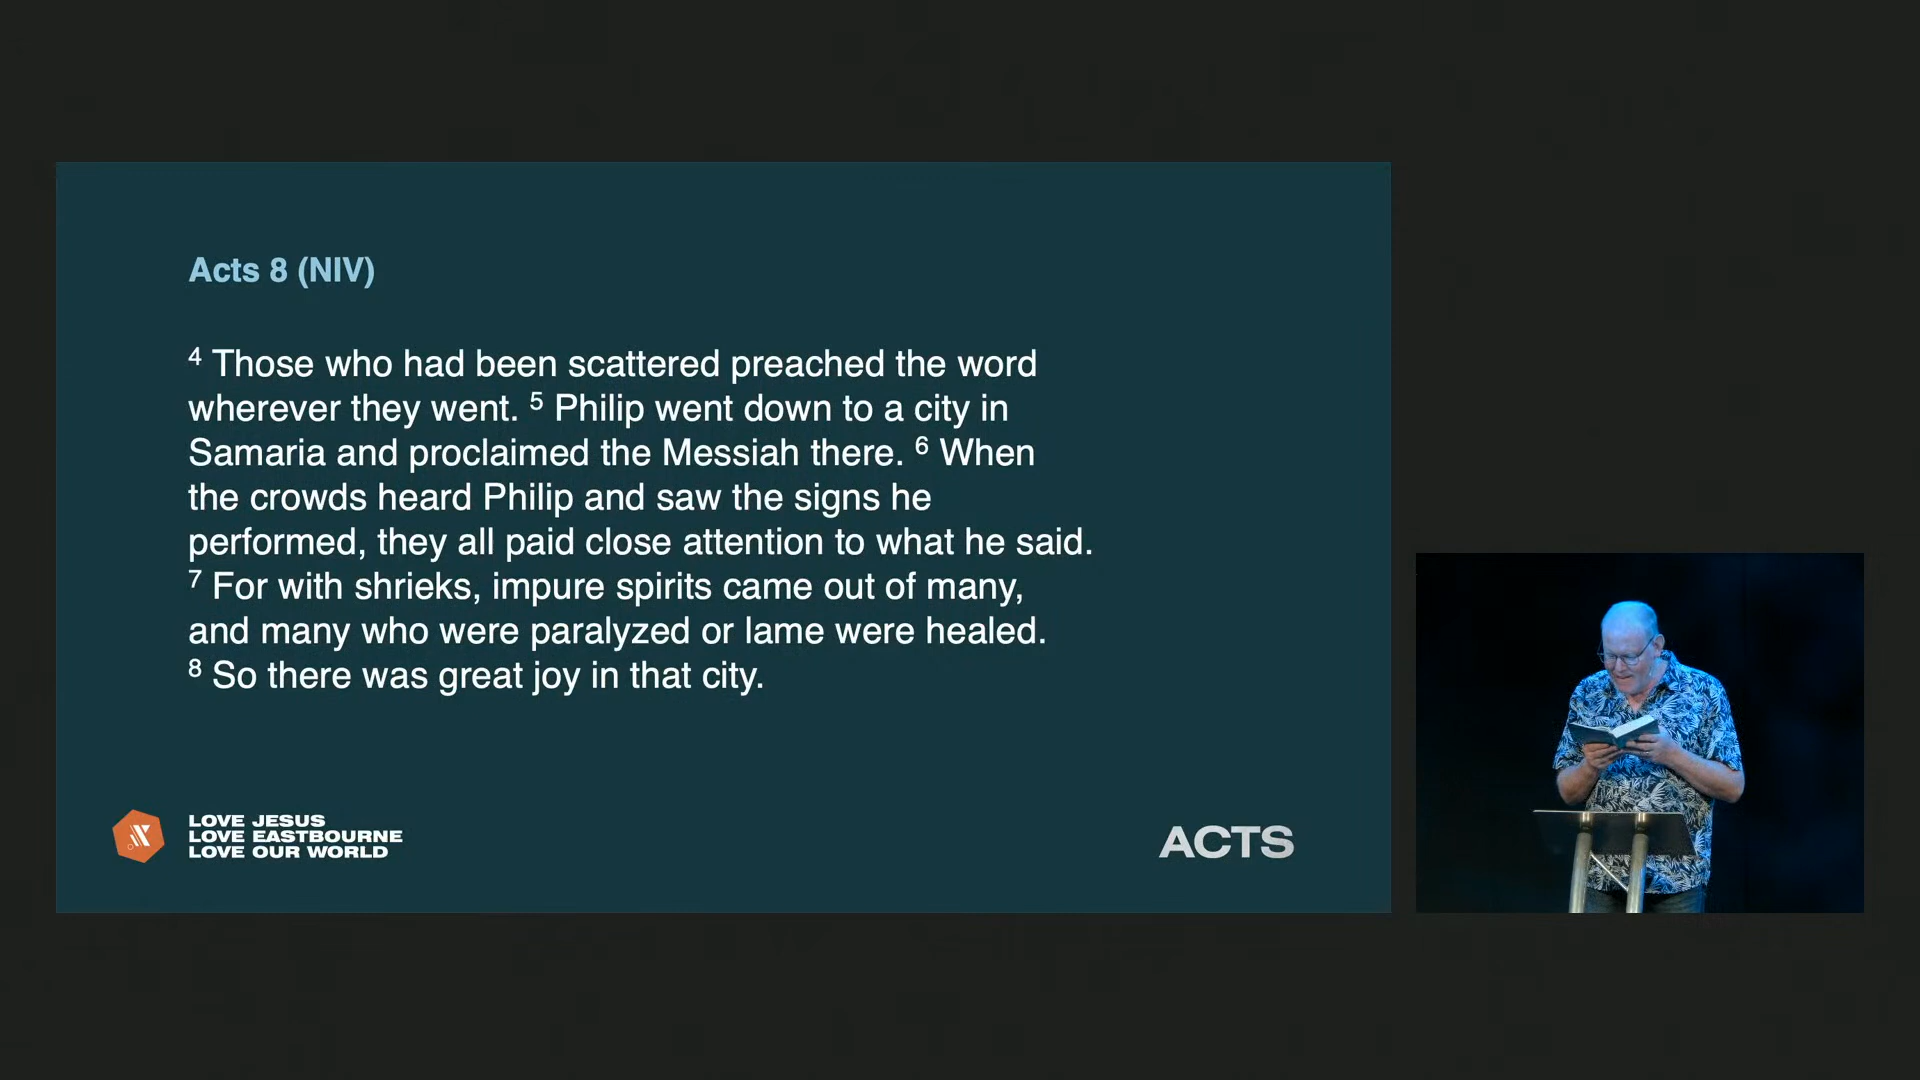 Acts 8 (NIV)
4 Those who had been scattered preached the word
wherever they went. 5 Philip went down to a city in
Samaria and proclaimed the Messiah there. 6 When
the crowds heard Philip and saw the signs he
performed, they all paid close attention to what he said.
7 For with shrieks, impure spirits came out of many,
and many who were paralyzed or lame were healed.
8 So there was great joy in that city.
LOVE JESUS
LOVE EASTBOURNE
LOVE OUR WORLD
ACTS